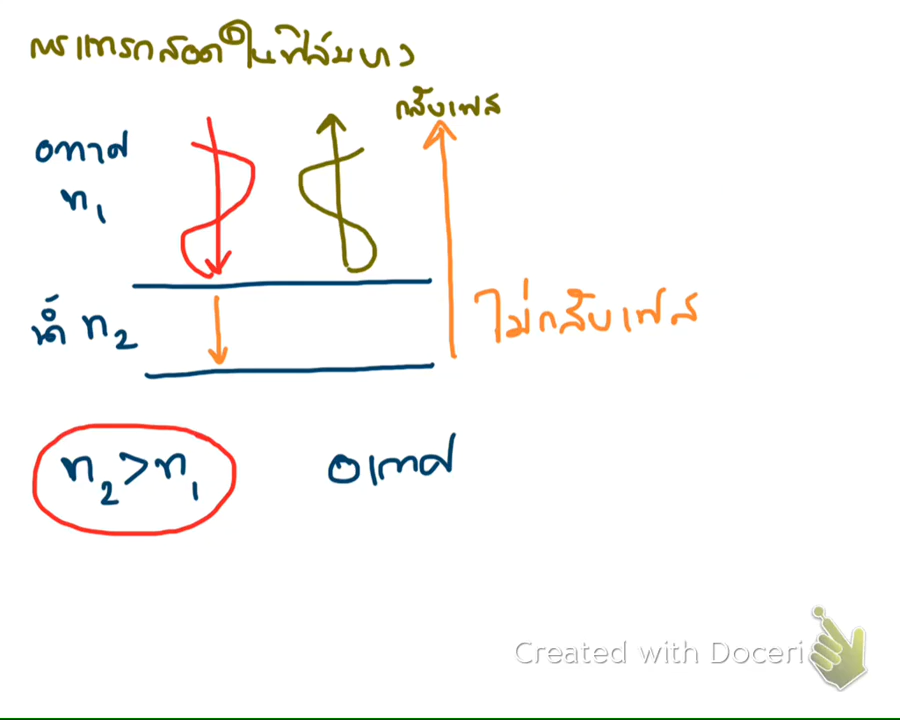 การแทรกสอดในฟิล์มบาง
กลับเฟส
อากาศ
n₁
น้ำ n₂
ไม่กลับเฟส
n₂ > n₁
อากาศ
Created with Doceri